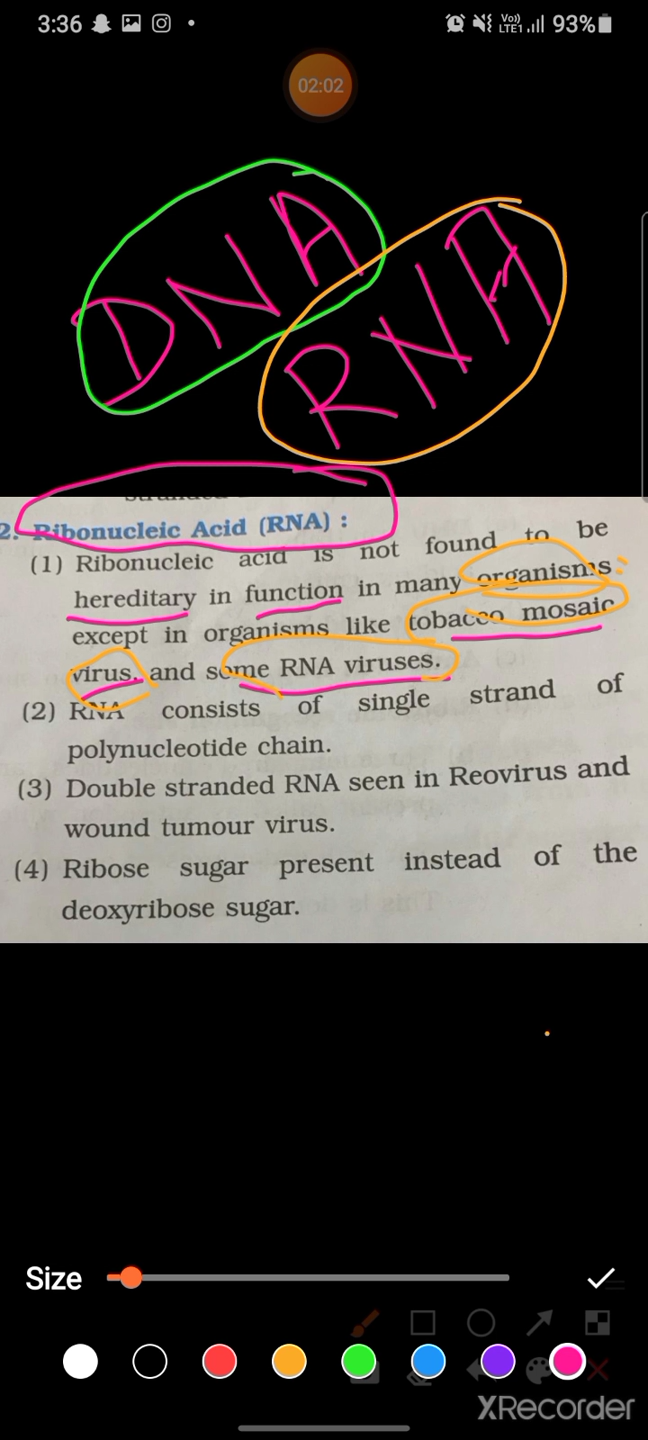 3:36
Vo))
LTE1
93%
02:02
DNA
RNA
2. Ribonucleic Acid (RNA) :
(1) Ribonucleic acid is not found to be
hereditary in function in many organisms
except in organisms like tobacco mosaic
virus, and some RNA viruses.
(2) RNA consists of single strand of
polynucleotide chain.
(3) Double stranded RNA seen in Reovirus and
wound tumour virus.
(4) Ribose sugar present instead of the
deoxyribose sugar.
Size
XRecorder